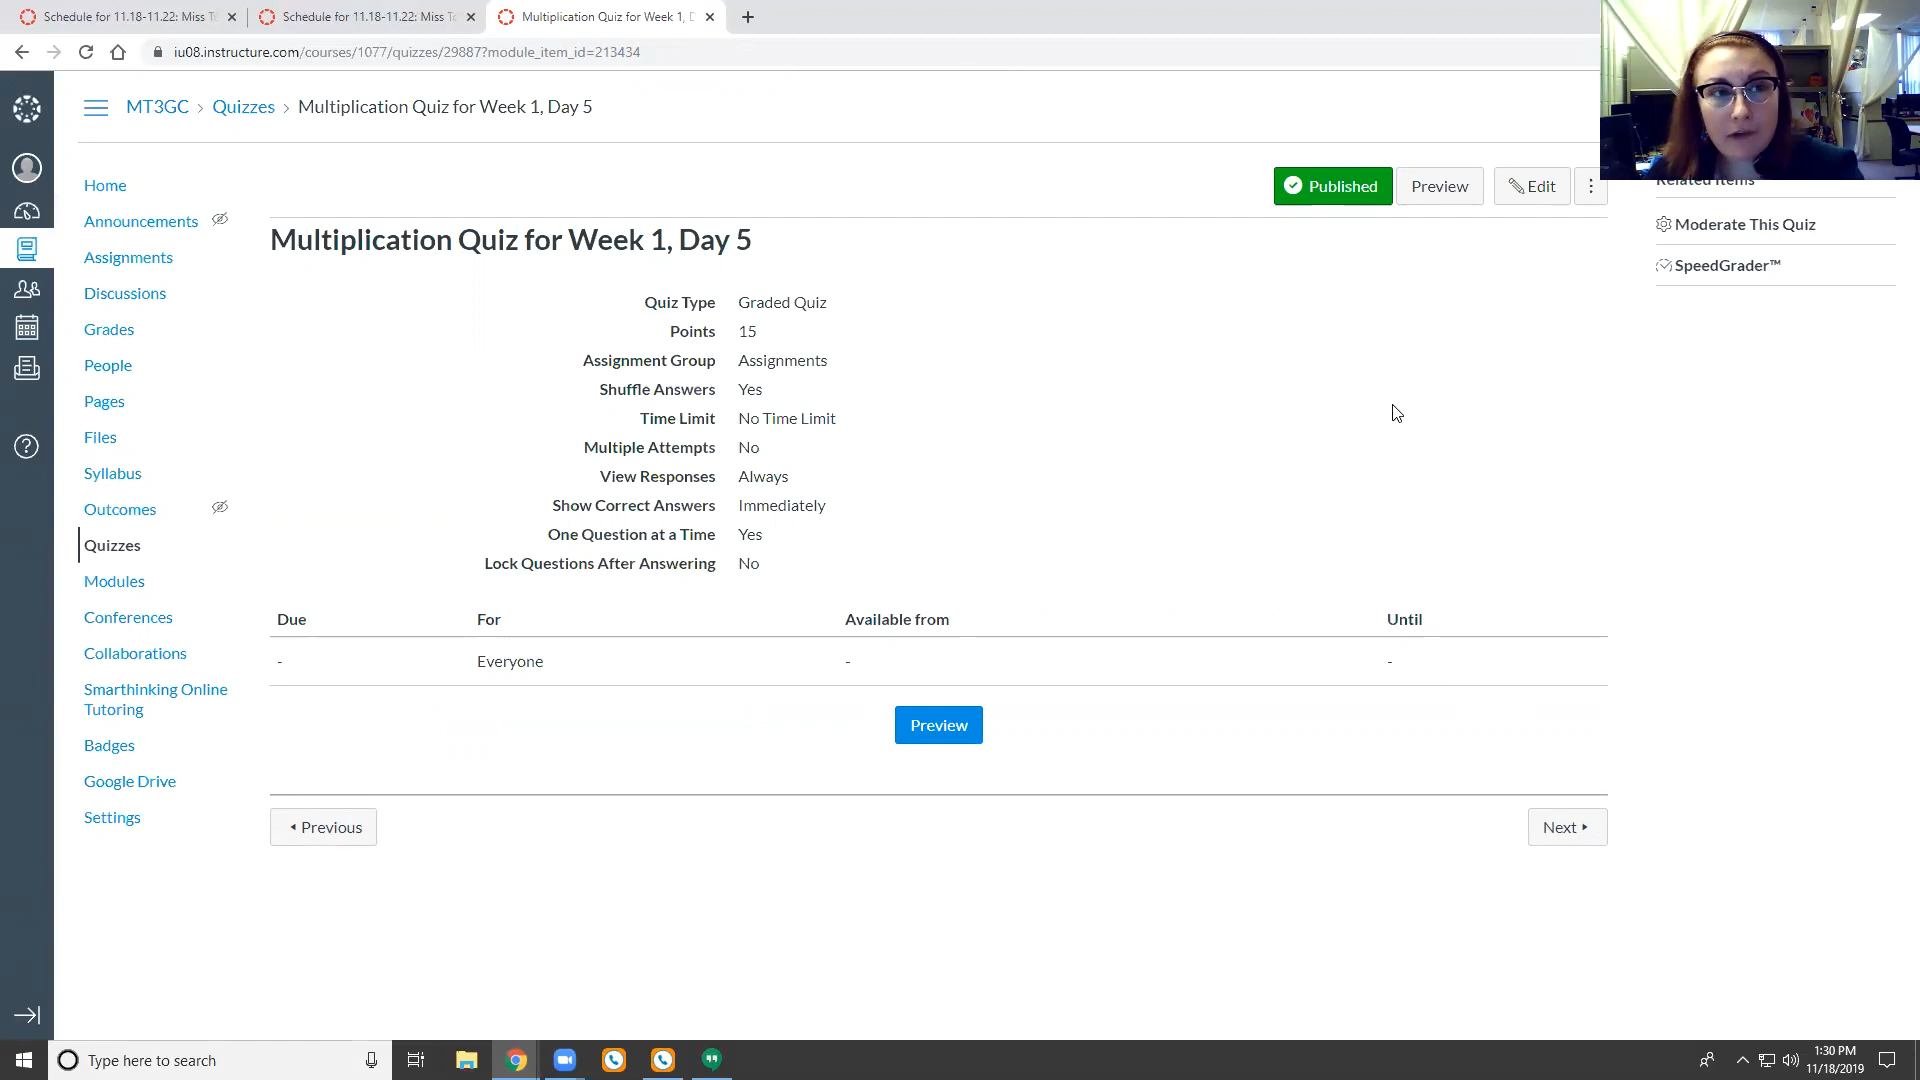 Schedule for 11.18-11.22: Miss
Schedule for 11.18-11.22: Miss
Multiplication Quiz for Week 1,
iu08.instructure.com/courses/1077/quizzes/29887?module_item_id=213434
MT3GC > Quizzes > Multiplication Quiz for Week 1, Day 5
Home
Announcements
Assignments
Discussions
Grades
People
Pages
Files
Syllabus
Outcomes
Quizzes
Modules
Conferences
Collaborations
Smarthinking Online
Tutoring
Badges
Google Drive
Settings
Published
Preview
Edit
Related Items
Moderate This Quiz
SpeedGrader™
Multiplication Quiz for Week 1, Day 5
Quiz Type Graded Quiz
Points 15
Assignment Group Assignments
Shuffle Answers Yes
Time Limit No Time Limit
Multiple Attempts No
View Responses Always
Show Correct Answers Immediately
One Question at a Time Yes
Lock Questions After Answering No
Due For Available from Until
- Everyone - -
Preview
Previous
Next
Type here to search
1:30 PM
11/18/2019